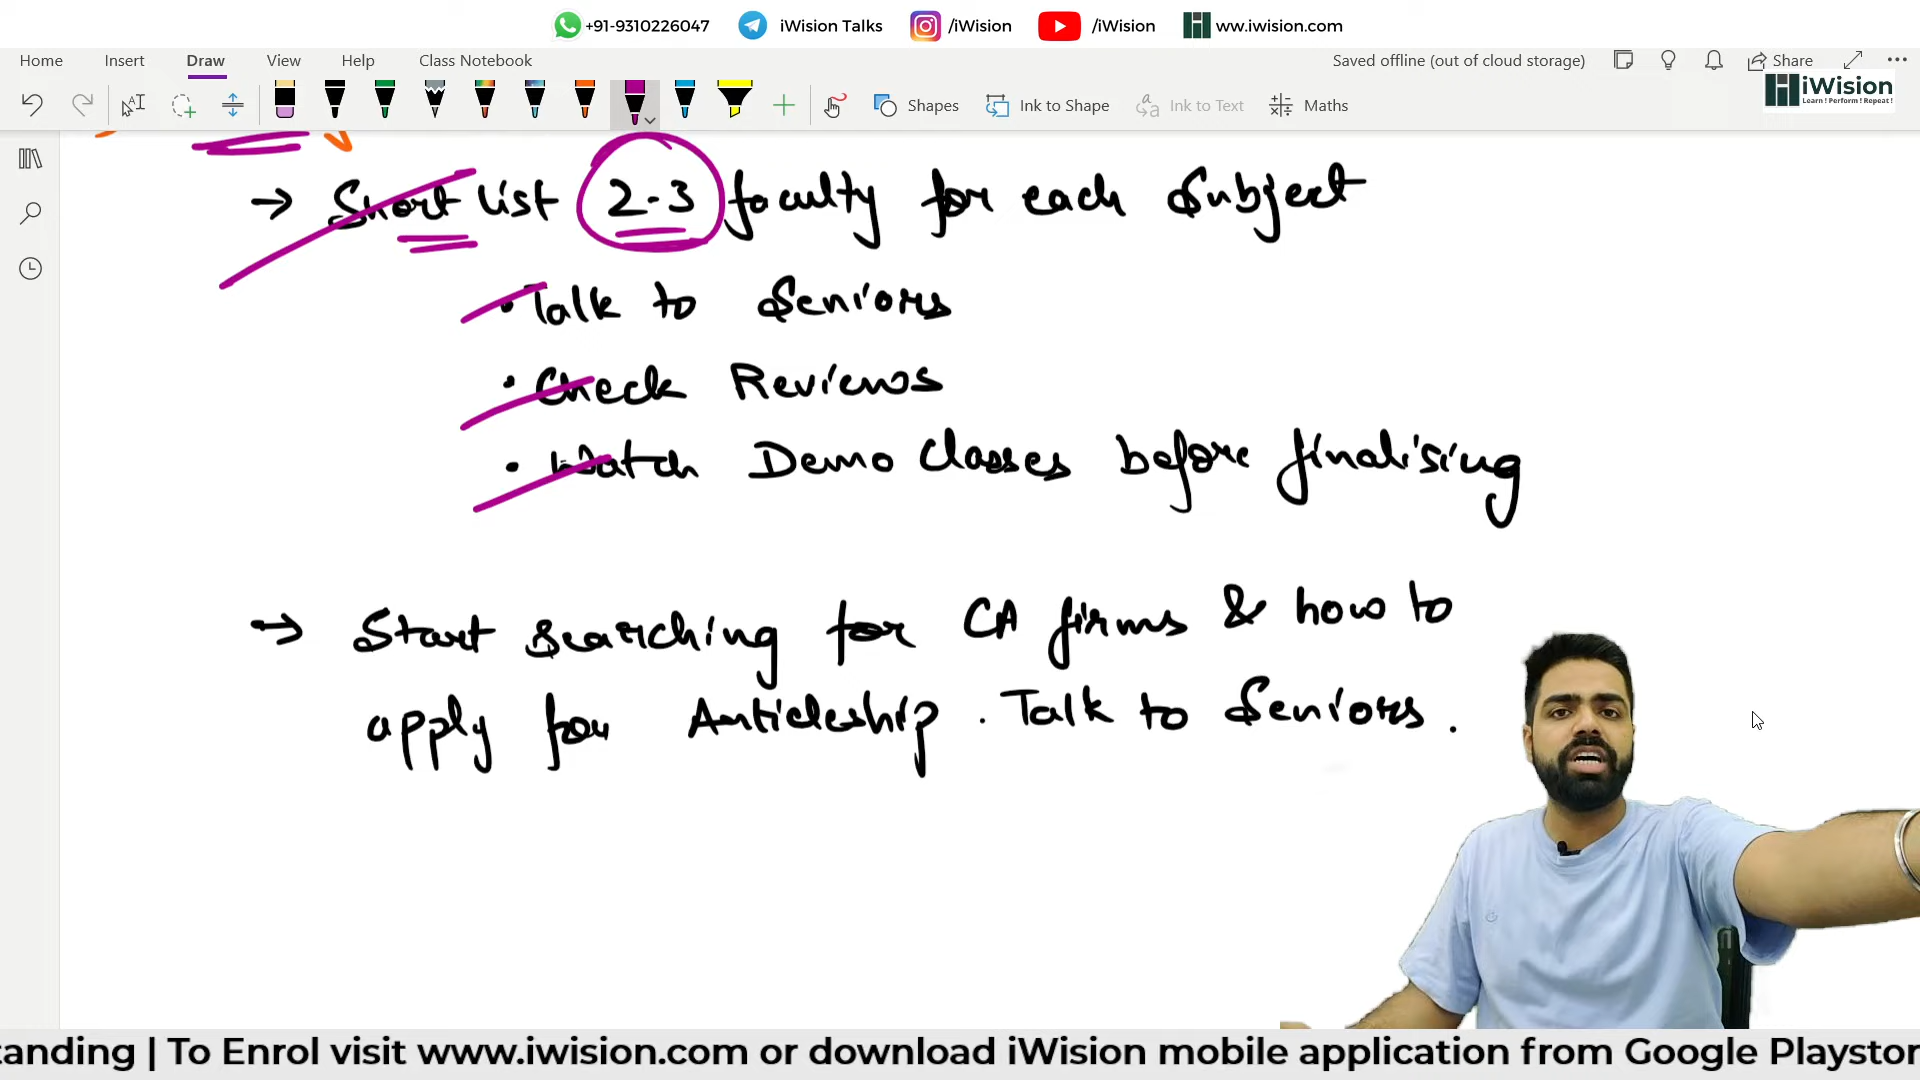 +91-9310226047 iWision Talks /iWision /iWision ww.iwision.com
Home Insert Draw View Help Class Notebook Saved offline (out of cloud storage) Share
Shapes Ink to Shape Ink to Text Maths
iWision
Learn ! Perform ! Repeat !
→ Short list 2-3 faculty for each Subject
• Talk to Seniors
• Check Reviews
• Watch Demo Classes before finalising
→ Start searching for CA firms & how to
apply for Articleship. Talk to Seniors.
tanding | To Enrol visit www.iwision.com or download iWision mobile application from Google Playstor